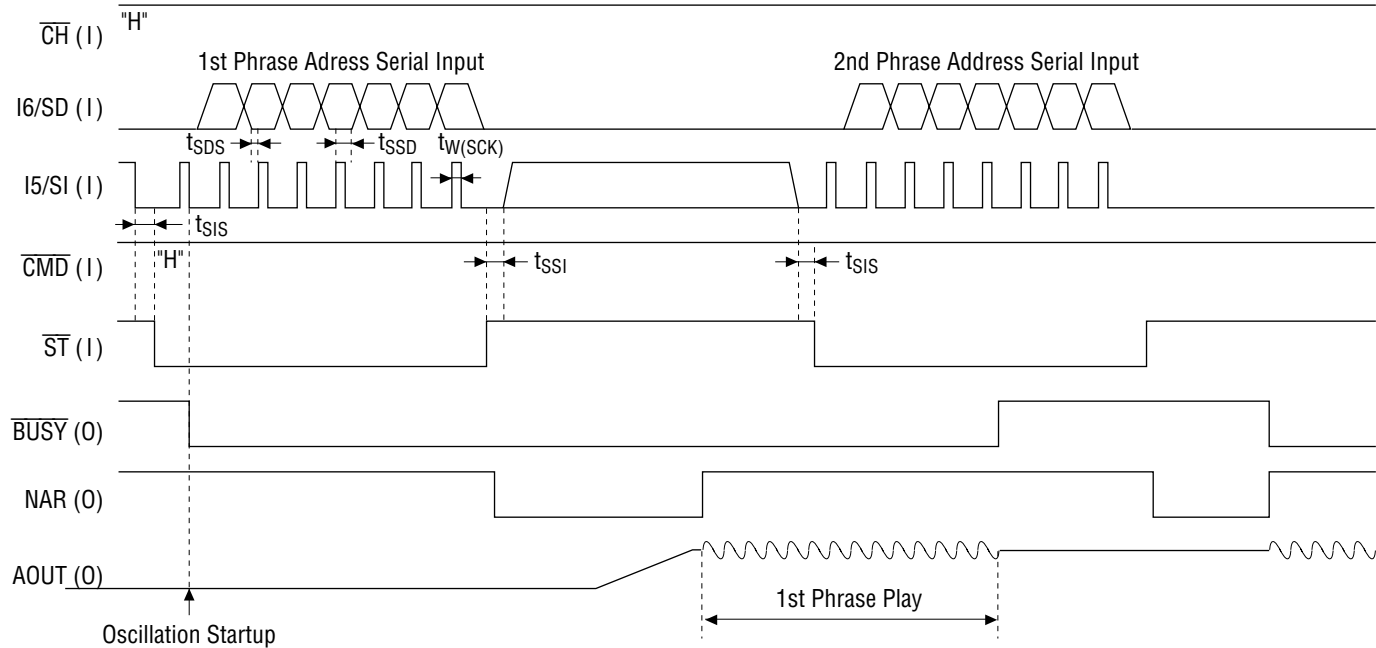 CH (I)
"H"
1st Phrase Adress Serial Input
2nd Phrase Address Serial Input
I6/SD (I)
tSDS
tSSD
tW(SCK)
I5/SI (I)
tSIS
CMD (I)
"H"
tSSI
tSIS
ST (I)
BUSY (O)
NAR (O)
AOUT (O)
1st Phrase Play
Oscillation Startup